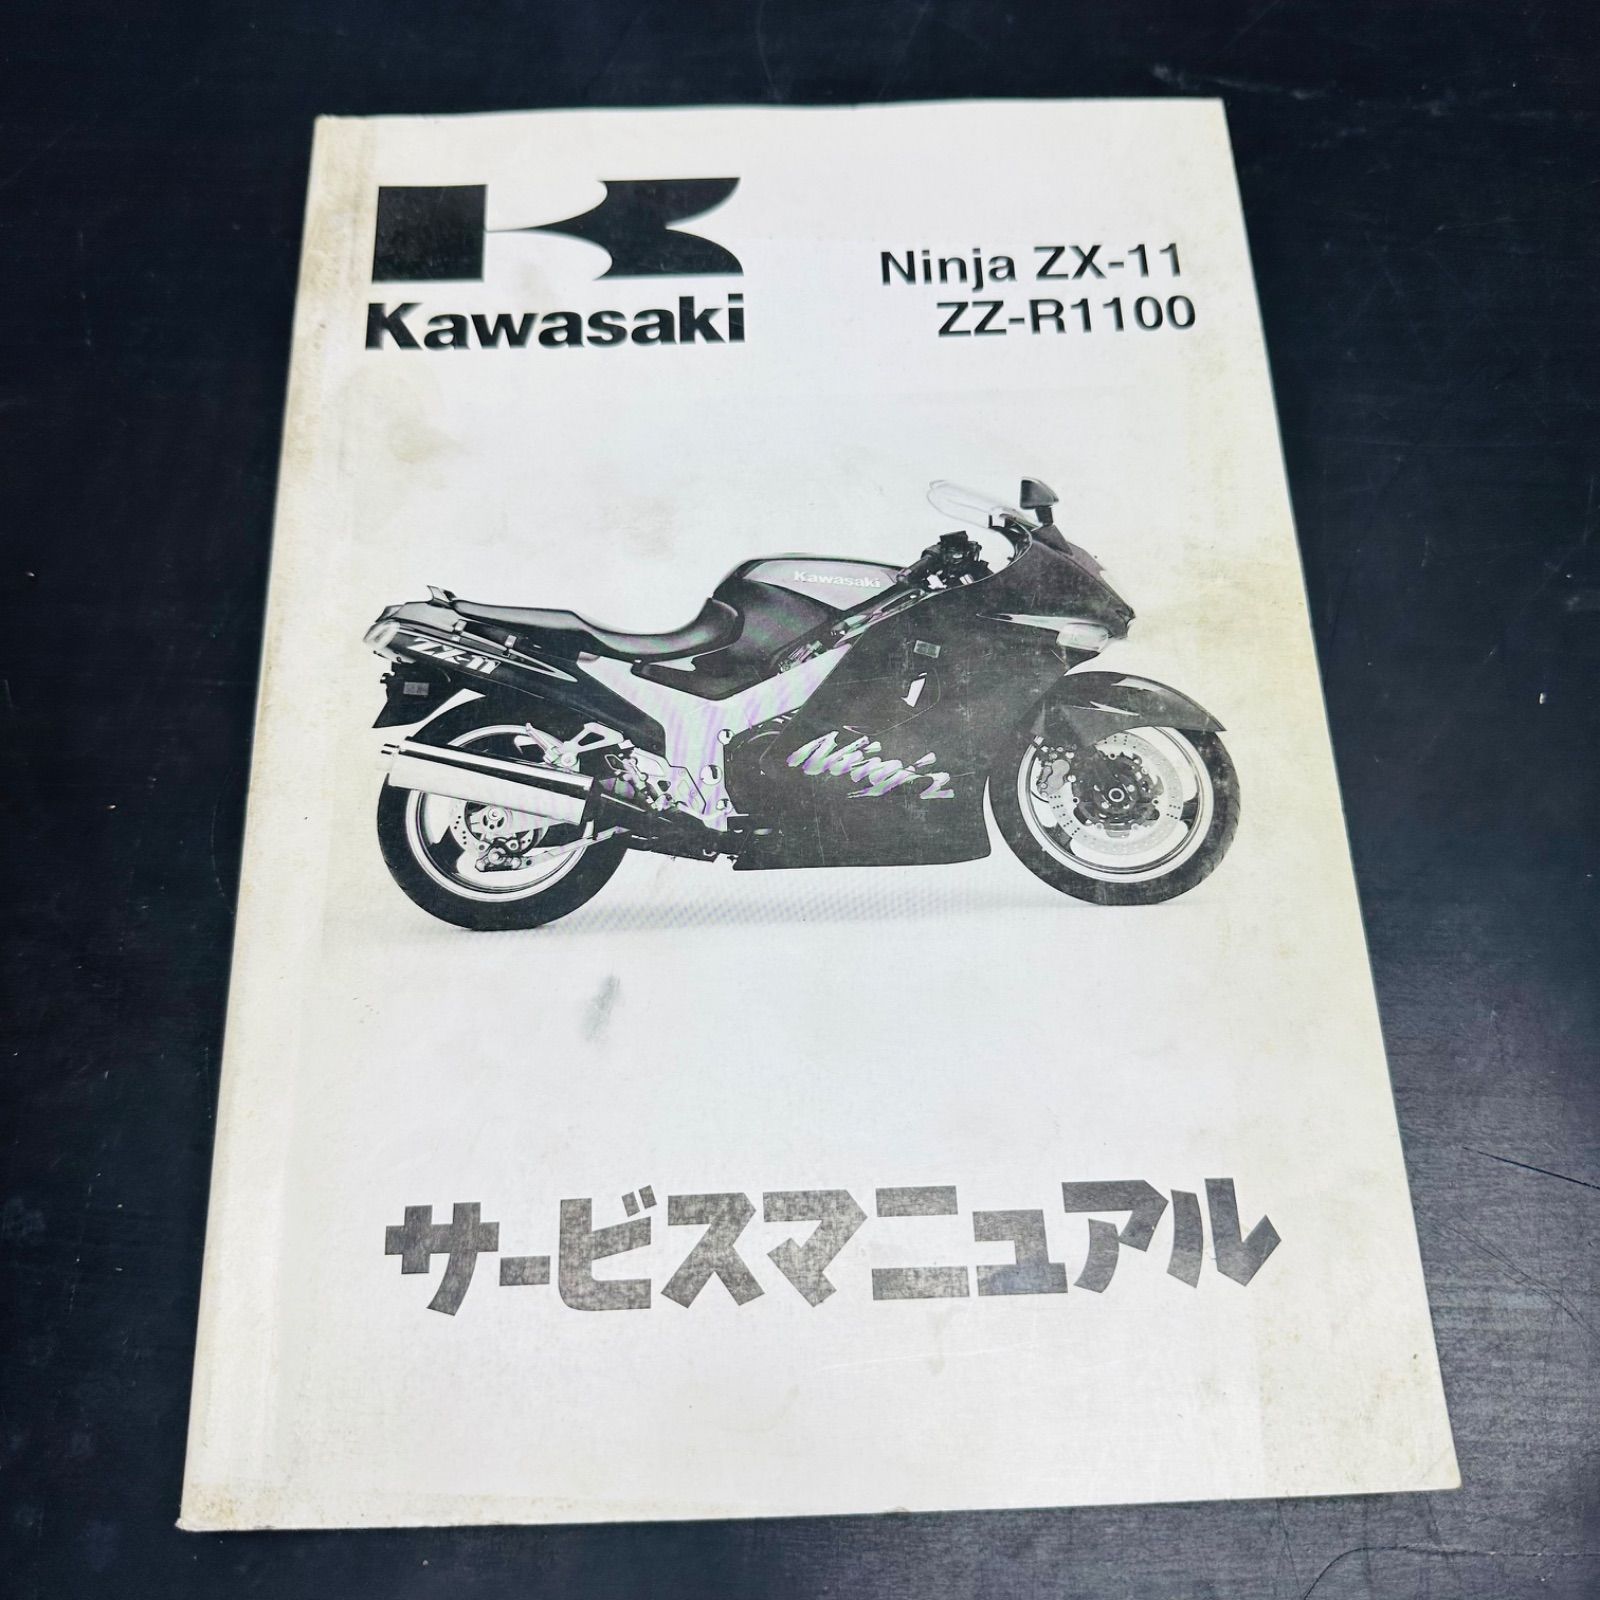 Kawasaki
Ninja ZX-11
ZZ-R1100
Kawasaki
ZX-11
Ninja
サービスマニュアル